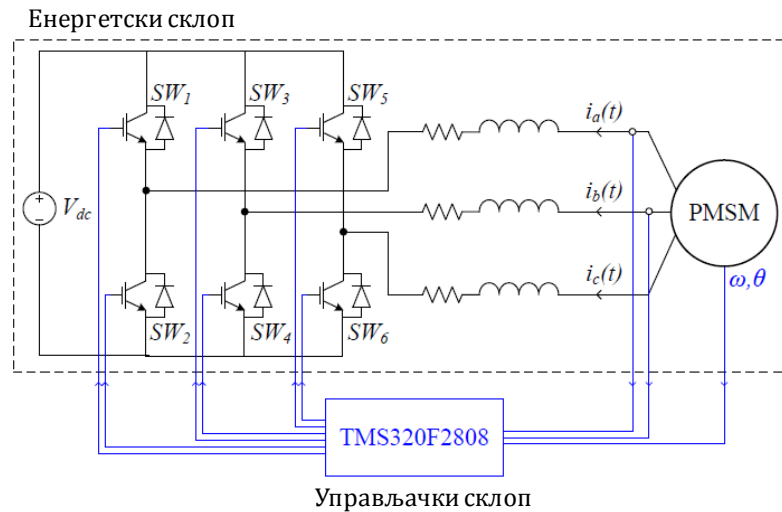 Енергетски склоп
SW1
SW3
SW5
ia(t)
Vdc
ib(t)
PMSM
ic(t)
ω,θ
SW2
SW4
SW6
TMS320F2808
Управљачки склоп